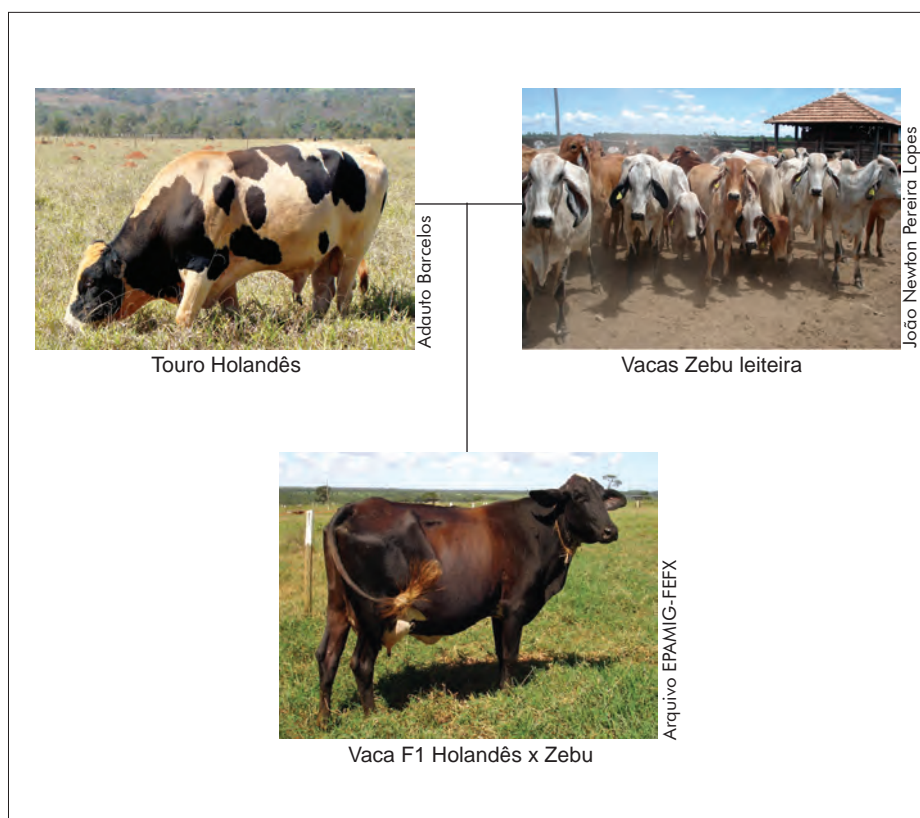 Adauto Barcelos
João Newton Pereira Lopes
Touro Holandês
Vacas Zebu leiteira
Arquivo EPAMIG-FEFX
Vaca F1 Holandês x Zebu